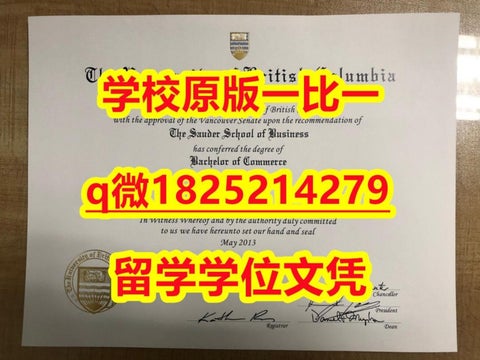 The University of British Columbia
学校原版一比一
of British
with the approval of the Vancouver Senate upon the recommendation of
The Sauder School of Business
has conferred the degree of
Bachelor of Commerce
q微1825214279
In Witness Whereof and by the authority duly committed
to us we have hereunto set our hand and seal
May 2013
留学学位文凭
Chancellor
President
Registrar
Dean